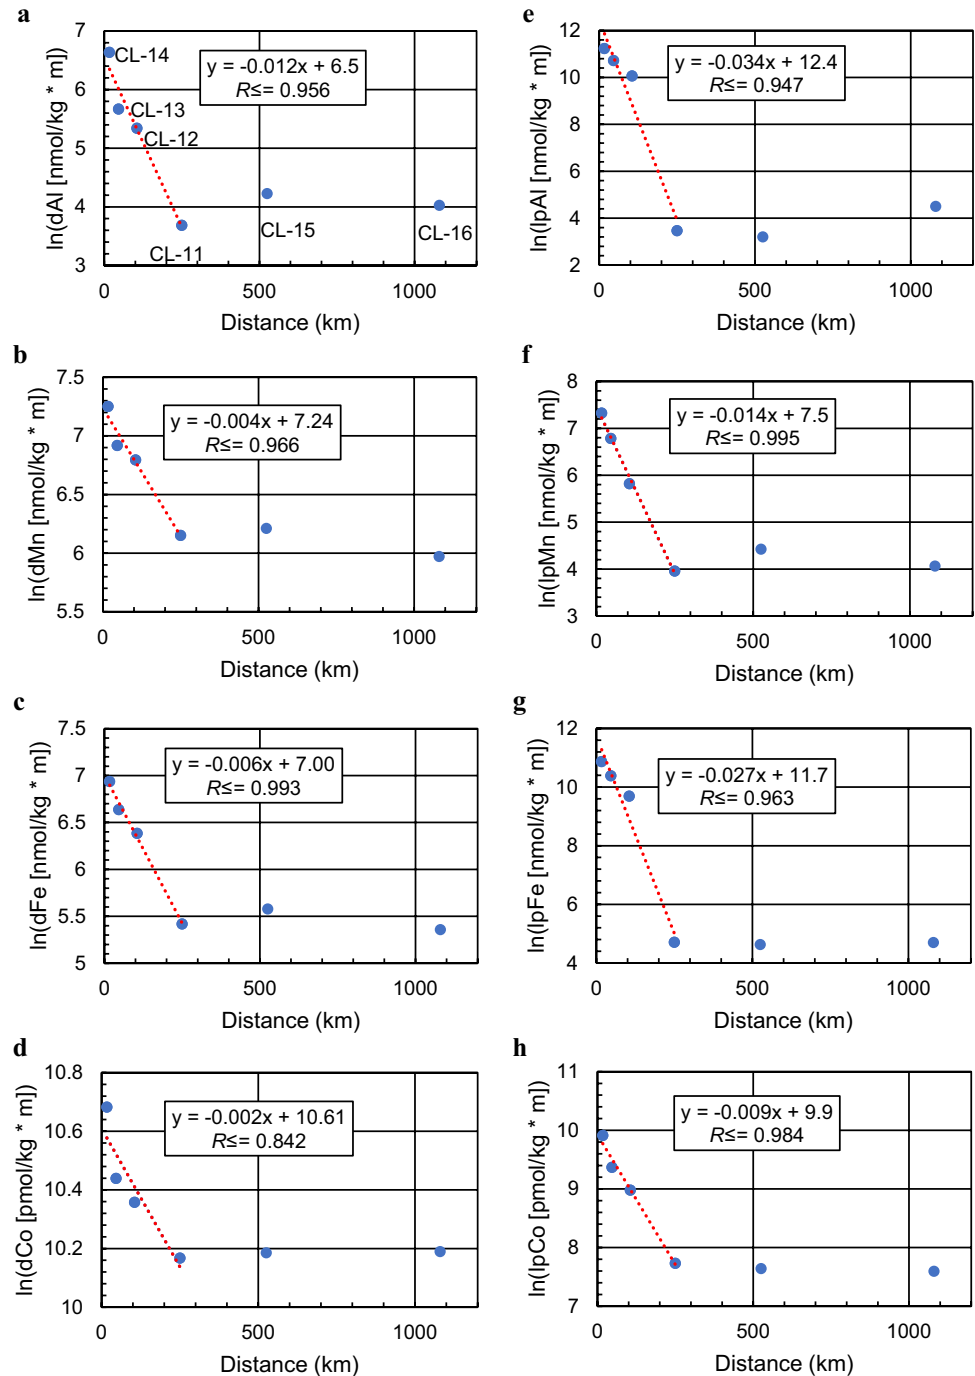 a
ln(dAl [nmol/kg * m])
7
6
5
4
3
CL-14
CL-13
CL-12
CL-11
CL-15
CL-16
y = -0.012x + 6.5
R≤= 0.956
0 500 1000
Distance (km)
e
ln(lpAl [nmol/kg * m])
12
10
8
6
4
2
y = -0.034x + 12.4
R≤= 0.947
0 500 1000
Distance (km)
b
ln(dMn [nmol/kg * m])
7.5
7
6.5
6
5.5
y = -0.004x + 7.24
R≤= 0.966
0 500 1000
Distance (km)
f
ln(lpMn [nmol/kg * m])
8
7
6
5
4
3
y = -0.014x + 7.5
R≤= 0.995
0 500 1000
Distance (km)
c
ln(dFe [nmol/kg * m])
7.5
7
6.5
6
5.5
5
y = -0.006x + 7.00
R≤= 0.993
0 500 1000
Distance (km)
g
ln(lpFe [nmol/kg * m])
12
10
8
6
4
y = -0.027x + 11.7
R≤= 0.963
0 500 1000
Distance (km)
d
ln(dCo [pmol/kg * m])
10.8
10.6
10.4
10.2
10
y = -0.002x + 10.61
R≤= 0.842
0 500 1000
Distance (km)
h
ln(lpCo [pmol/kg * m])
11
10
9
8
7
y = -0.009x + 9.9
R≤= 0.984
0 500 1000
Distance (km)